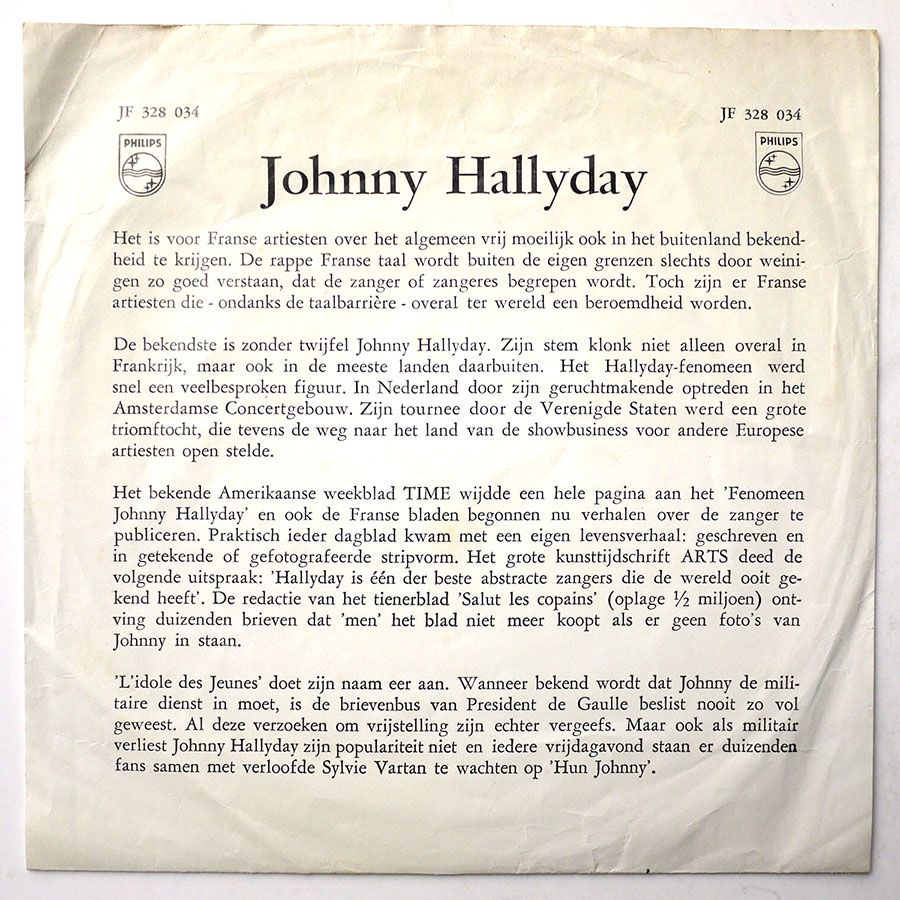 JF 328 034
JF 328 034
PHILIPS
PHILIPS
Johnny Hallyday
Het is voor Franse artiesten over het algemeen vrij moeilijk ook in het buitenland bekend-
heid te krijgen. De rappe Franse taal wordt buiten de eigen grenzen slechts door weini-
gen zo goed verstaan, dat de zanger of zangeres begrepen wordt. Toch zijn er Franse
artiesten die - ondanks de taalbarrière - overal ter wereld een beroemdheid worden.
De bekendste is zonder twijfel Johnny Hallyday. Zijn stem klonk niet alleen overal in
Frankrijk, maar ook in de meeste landen daarbuiten. Het Hallyday-fenomeen werd
snel een veelbesproken figuur. In Nederland door zijn geruchtmakende optreden in het
Amsterdamse Concertgebouw. Zijn tournee door de Verenigde Staten werd een grote
triomftocht, die tevens de weg naar het land van de showbusiness voor andere Europese
artiesten open stelde.
Het bekende Amerikaanse weekblad TIME wijdde een hele pagina aan het 'Fenomeen
Johnny Hallyday' en ook de Franse bladen begonnen nu verhalen over de zanger te
publiceren. Praktisch ieder dagblad kwam met een eigen levensverhaal: geschreven en
in getekende of gefotografeerde stripvorm. Het grote kunsttijdschrift ARTS deed de
volgende uitspraak: 'Hallyday is één der beste abstracte zangers die de wereld ooit ge-
kend heeft'. De redactie van het tienerblad 'Salut les copains' (oplage ½ miljoen) ont-
ving duizenden brieven dat 'men' het blad niet meer koopt als er geen foto's van
Johnny in staan.
'L'idole des Jeunes' doet zijn naam eer aan. Wanneer bekend wordt dat Johnny de mili-
taire dienst in moet, is de brievenbus van President de Gaulle beslist nooit zo vol
geweest. Al deze verzoeken om vrijstelling zijn echter vergeefs. Maar ook als militair
verliest Johnny Hallyday zijn populariteit niet en iedere vrijdagavond staan er duizenden
fans samen met verloofde Sylvie Vartan te wachten op 'Hun Johnny'.